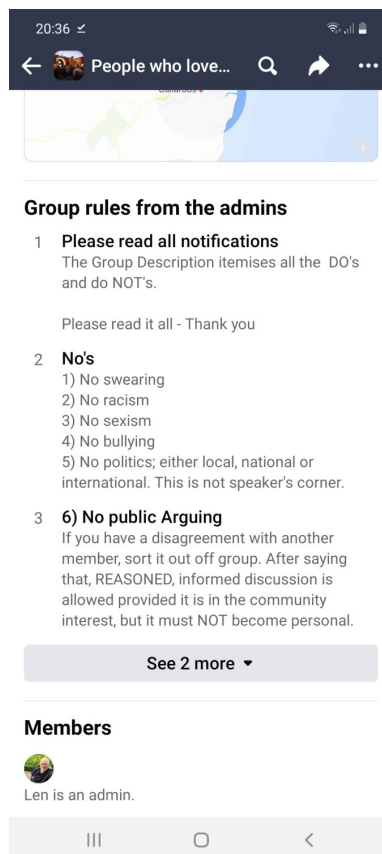 20:36
People who love...
Gallardos
Group rules from the admins
1 Please read all notifications
The Group Description itemises all the DO's
and do NOT's.
Please read it all - Thank you
2 No's
1) No swearing
2) No racism
3) No sexism
4) No bullying
5) No politics; either local, national or
international. This is not speaker's corner.
3 6) No public Arguing
If you have a disagreement with another
member, sort it out off group. After saying
that, REASONED, informed discussion is
allowed provided it is in the community
interest, but it must NOT become personal.
See 2 more
Members
Len is an admin.